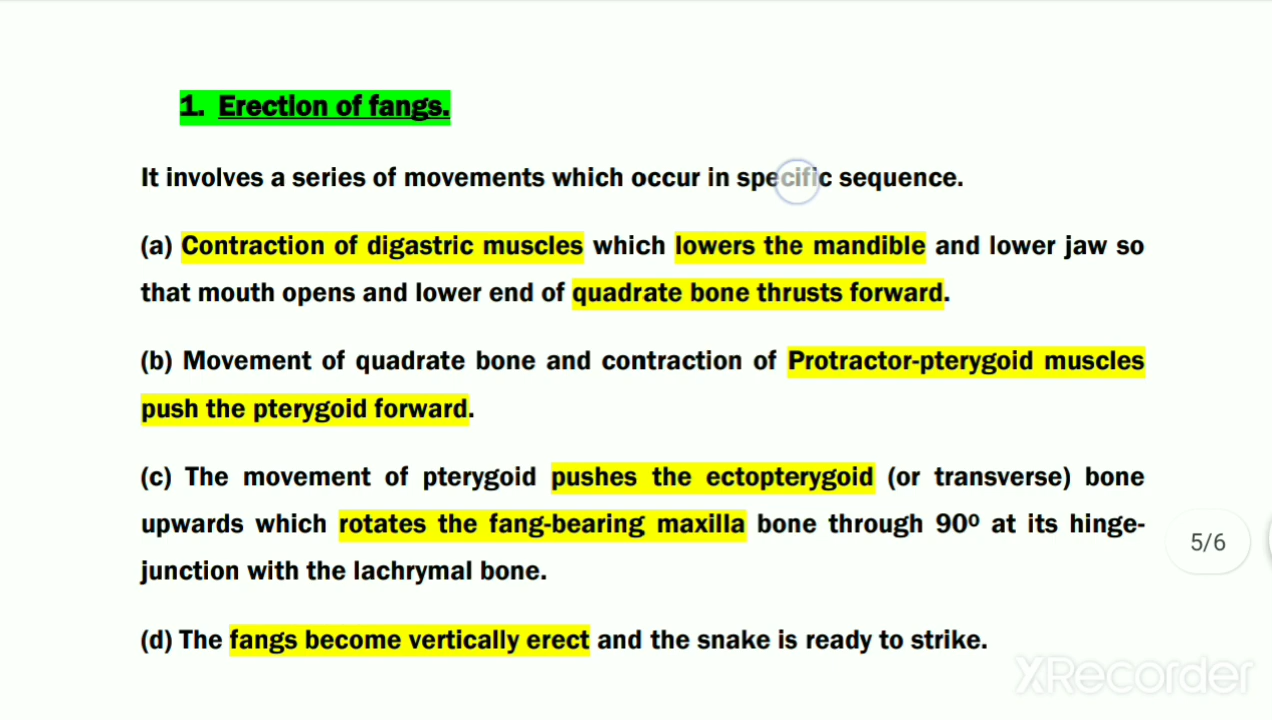 1. Erection of fangs.
It involves a series of movements which occur in specific sequence.
(a) Contraction of digastric muscles which lowers the mandible and lower jaw so
that mouth opens and lower end of quadrate bone thrusts forward.
(b) Movement of quadrate bone and contraction of Protractor-pterygoid muscles
push the pterygoid forward.
(c) The movement of pterygoid pushes the ectopterygoid (or transverse) bone
upwards which rotates the fang-bearing maxilla bone through 90º at its hinge-
junction with the lachrymal bone.
5/6
(d) The fangs become vertically erect and the snake is ready to strike.
XRecorder